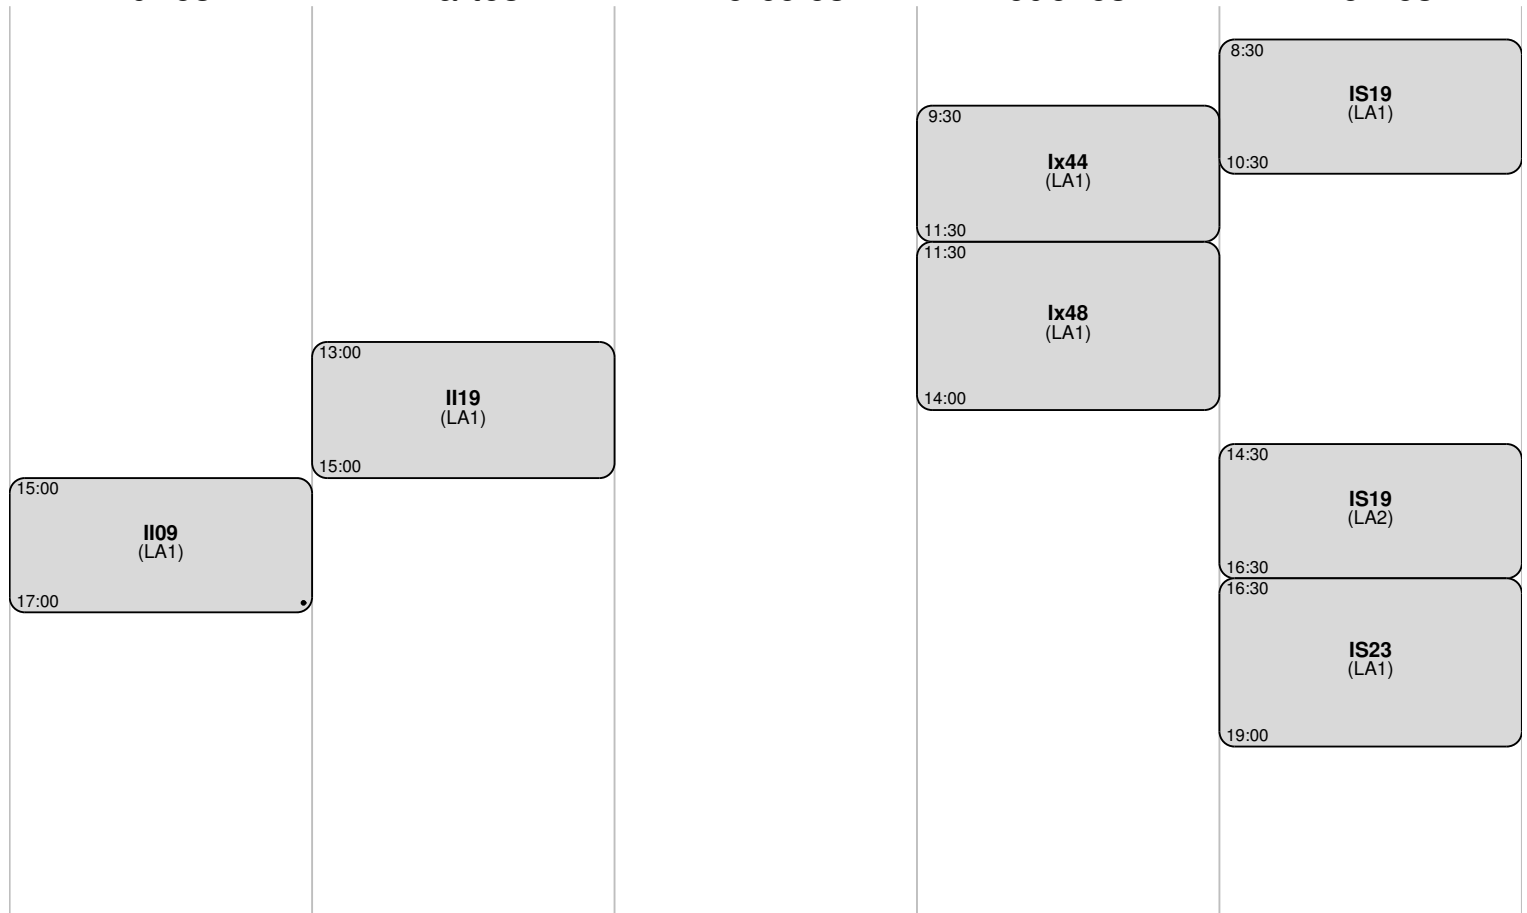 15:00
II09
(LA1)
17:00
13:00
II19
(LA1)
15:00
9:30
Ix44
(LA1)
11:30
11:30
Ix48
(LA1)
14:00
8:30
IS19
(LA1)
10:30
14:30
IS19
(LA2)
16:30
16:30
IS23
(LA1)
19:00